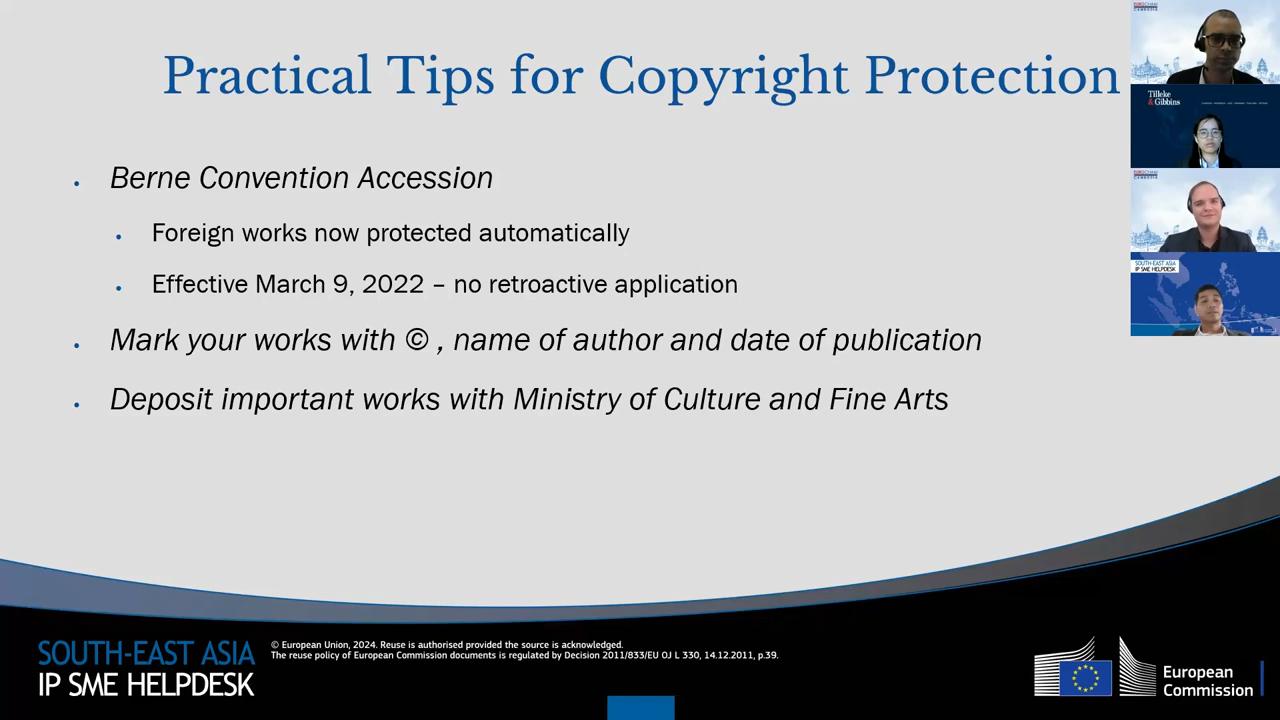 Practical Tips for Copyright Protection
Berne Convention Accession
Foreign works now protected automatically
Effective March 9, 2022 – no retroactive application
Mark your works with © , name of author and date of publication
Deposit important works with Ministry of Culture and Fine Arts
Tilleke
& Gibbins
SOUTH-EAST ASIA
IP SME HELPDESK
SOUTH-EAST ASIA
IP SME HELPDESK
© European Union, 2024. Reuse is authorised provided the source is acknowledged.
The reuse policy of European Commission documents is regulated by Decision 2011/833/EU OJ L 330, 14.12.2011, p.39.
European
Commission